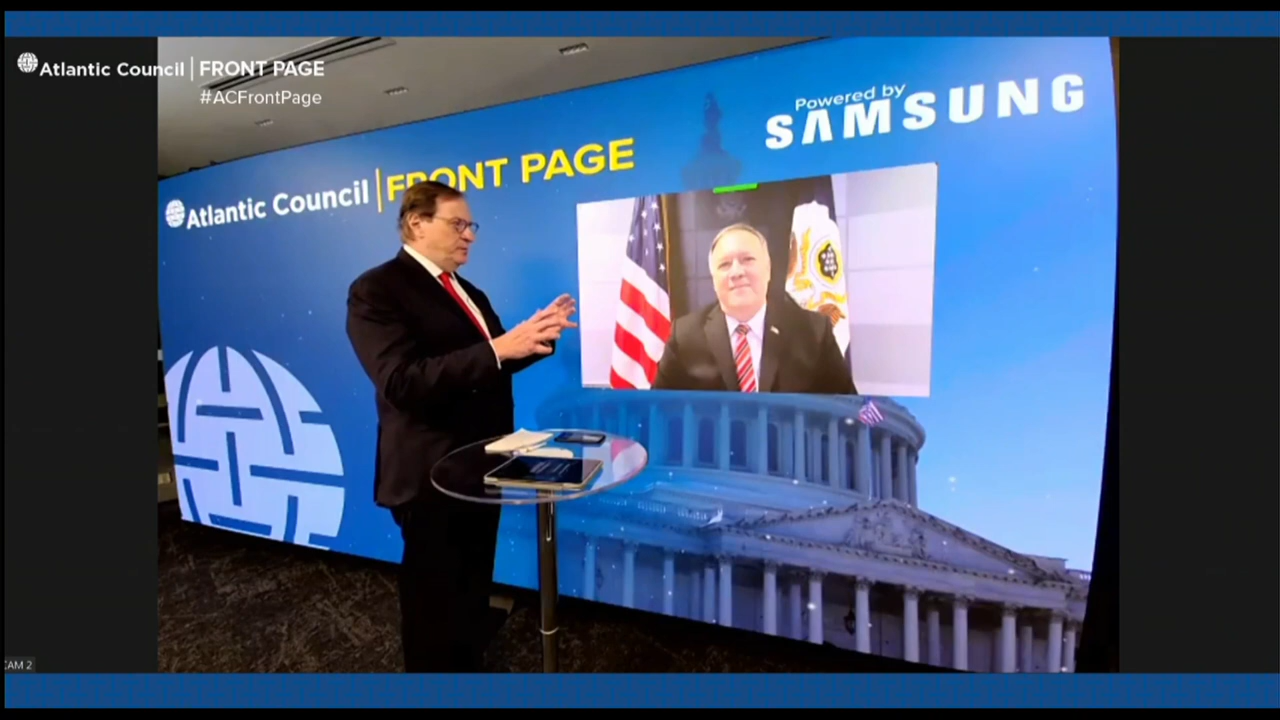 Atlantic Council | FRONT PAGE
#ACFrontPage
Powered by
SAMSUNG
Atlantic Council | FRONT PAGE
CAM 2